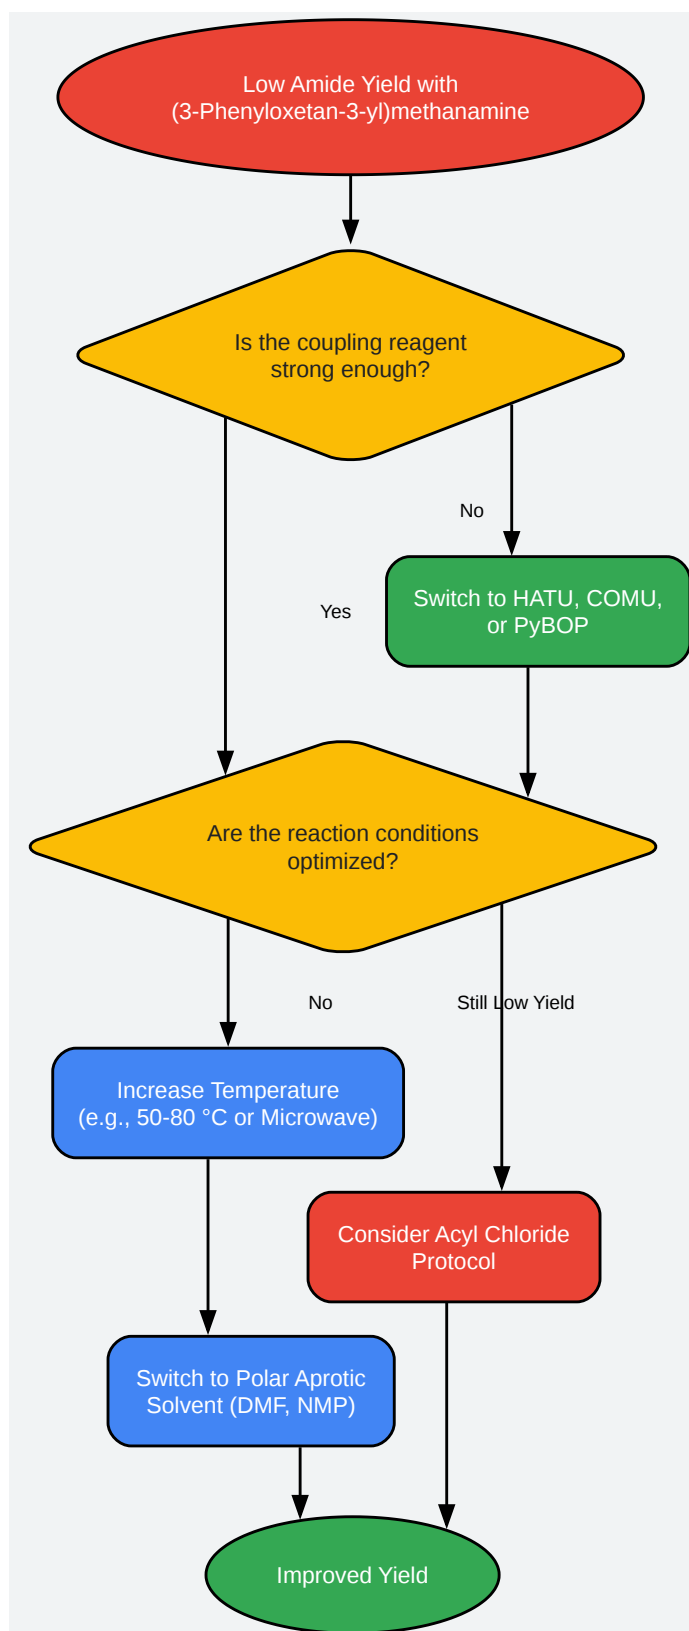 Low Amide Yield with
(3-Phenyloxetan-3-yl)methanamine
Is the coupling reagent
strong enough?
No
Switch to HATU, COMU,
or PyBOP
Yes
Are the reaction conditions
optimized?
No
Still Low Yield
Increase Temperature
(e.g., 50-80 °C or Microwave)
Consider Acyl Chloride
Protocol
Switch to Polar Aprotic
Solvent (DMF, NMP)
Improved Yield